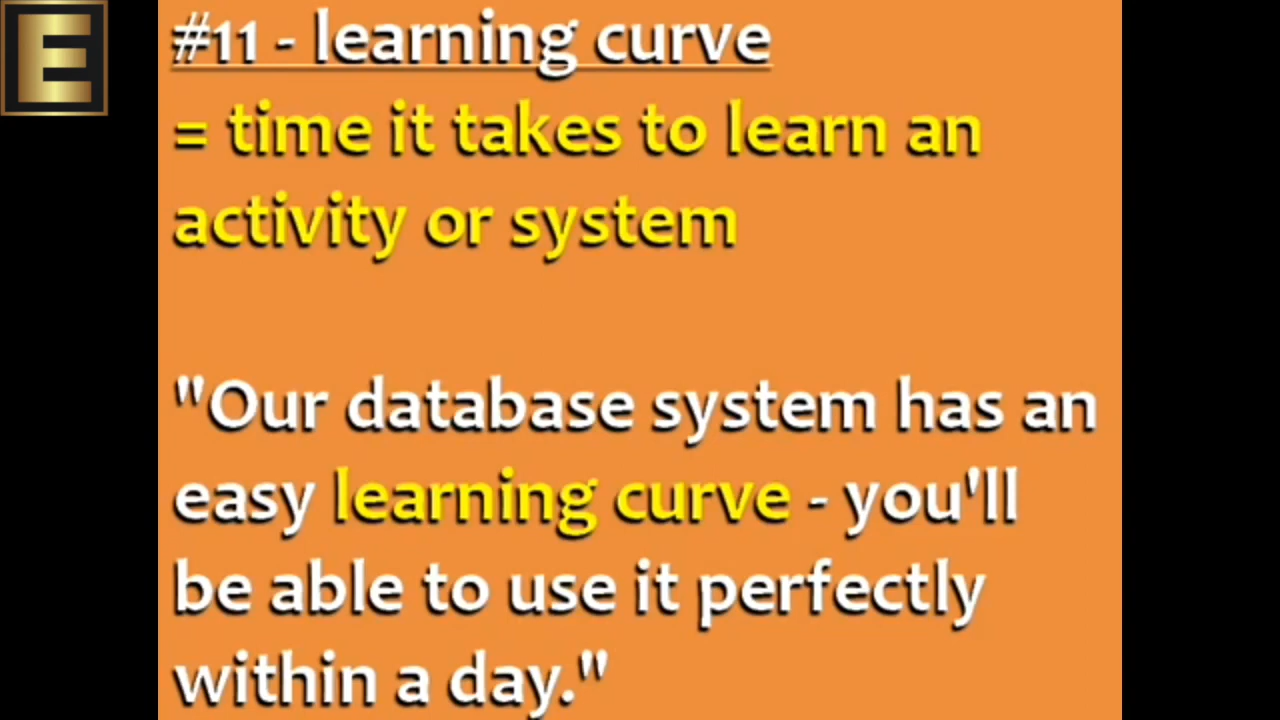 E
#11 - learning curve
= time it takes to learn an
activity or system
"Our database system has an
easy learning curve - you'll
be able to use it perfectly
within a day."